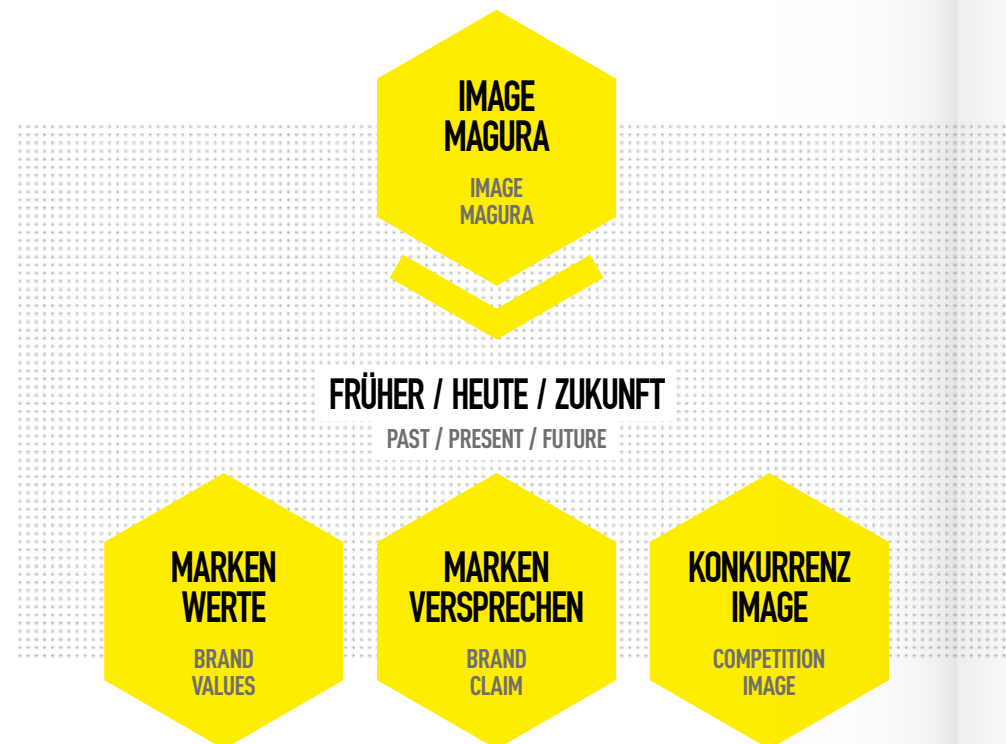 IMAGE
MAGURA
IMAGE
MAGURA
FRÜHER / HEUTE / ZUKUNFT
PAST / PRESENT / FUTURE
MARKEN
WERTE
BRAND
VALUES
MARKEN
VERSPRECHEN
BRAND
CLAIM
KONKURRENZ
IMAGE
COMPETITION
IMAGE